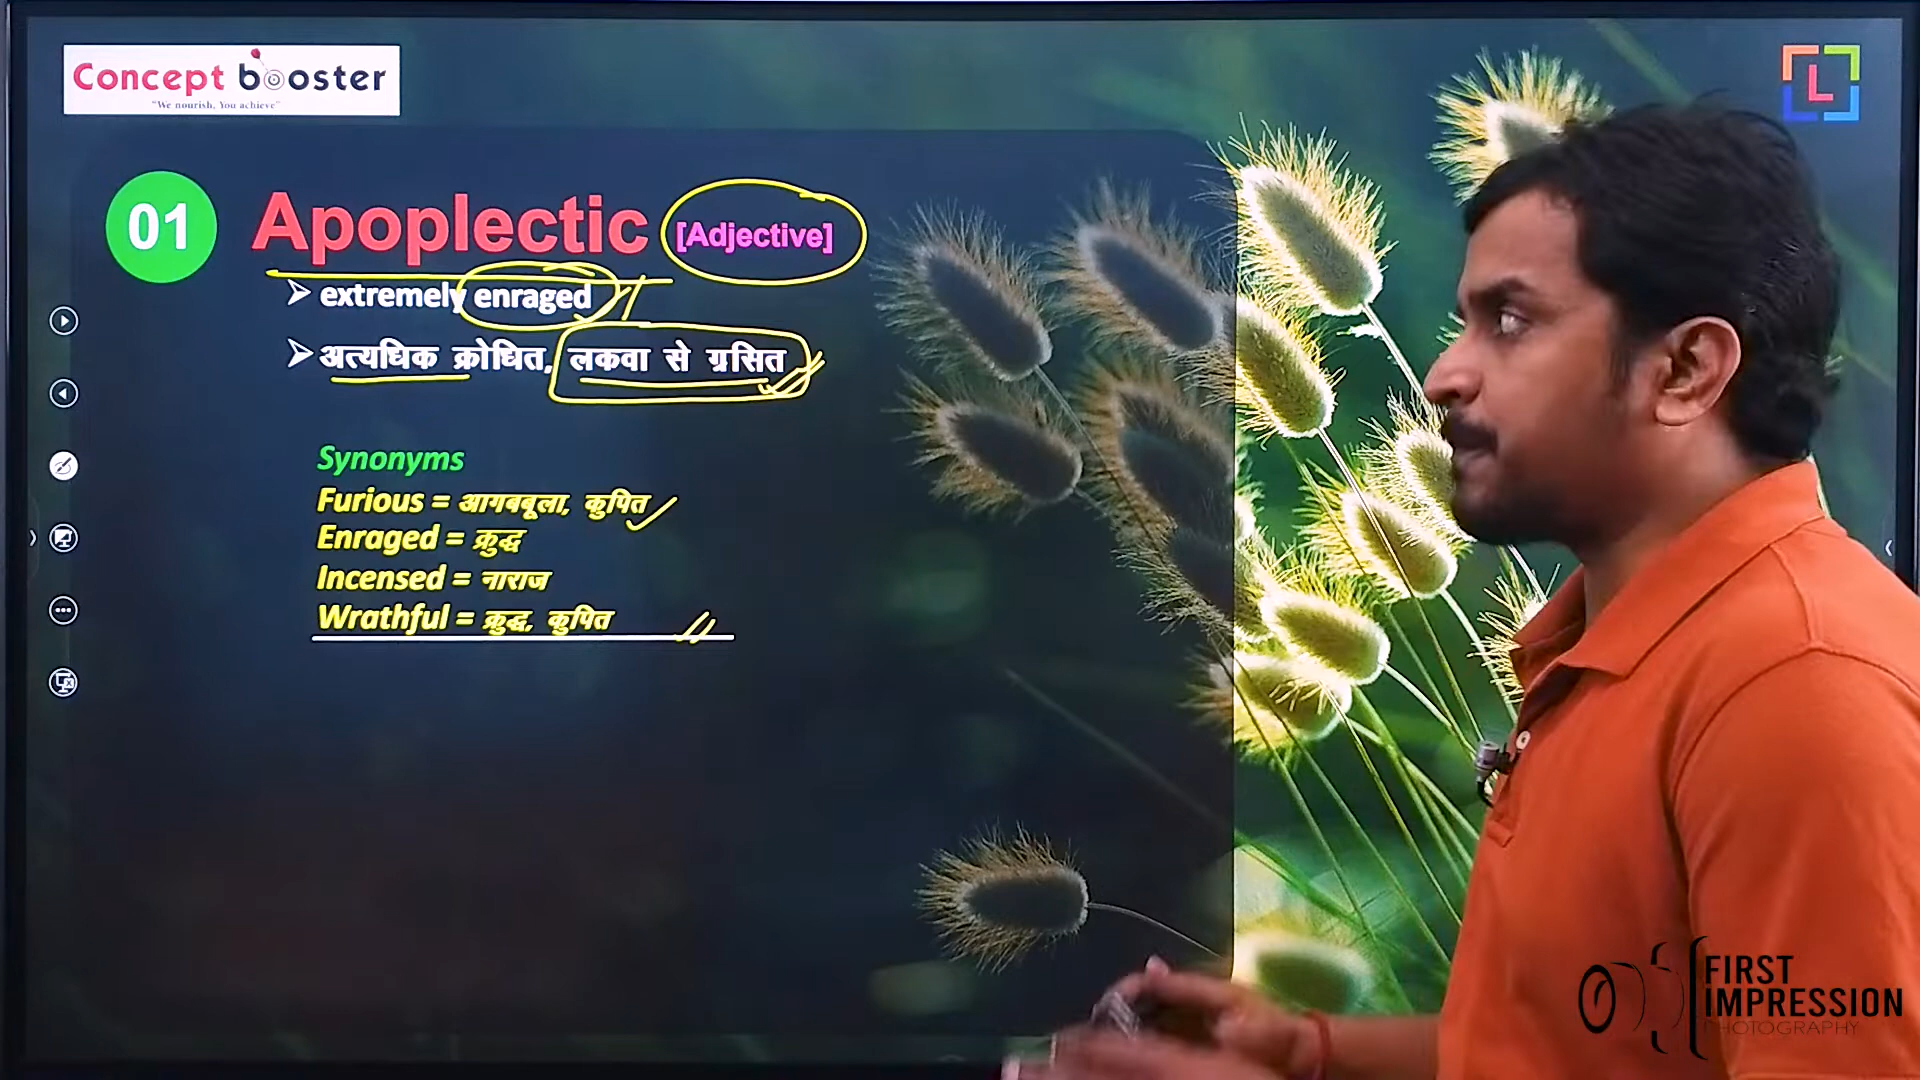 Concept booster
"We nourish, You achieve"
L
01 Apoplectic [Adjective]
➢ extremely enraged
➢ अत्यधिक क्रोधित, लकवा से ग्रसित
Synonyms
Furious = आगबबूला, कुपित
Enraged = क्रुद्ध
Incensed = नाराज
Wrathful = क्रुद्ध, कुपित
FIRST
IMPRESSION
PHOTOGRAPHY